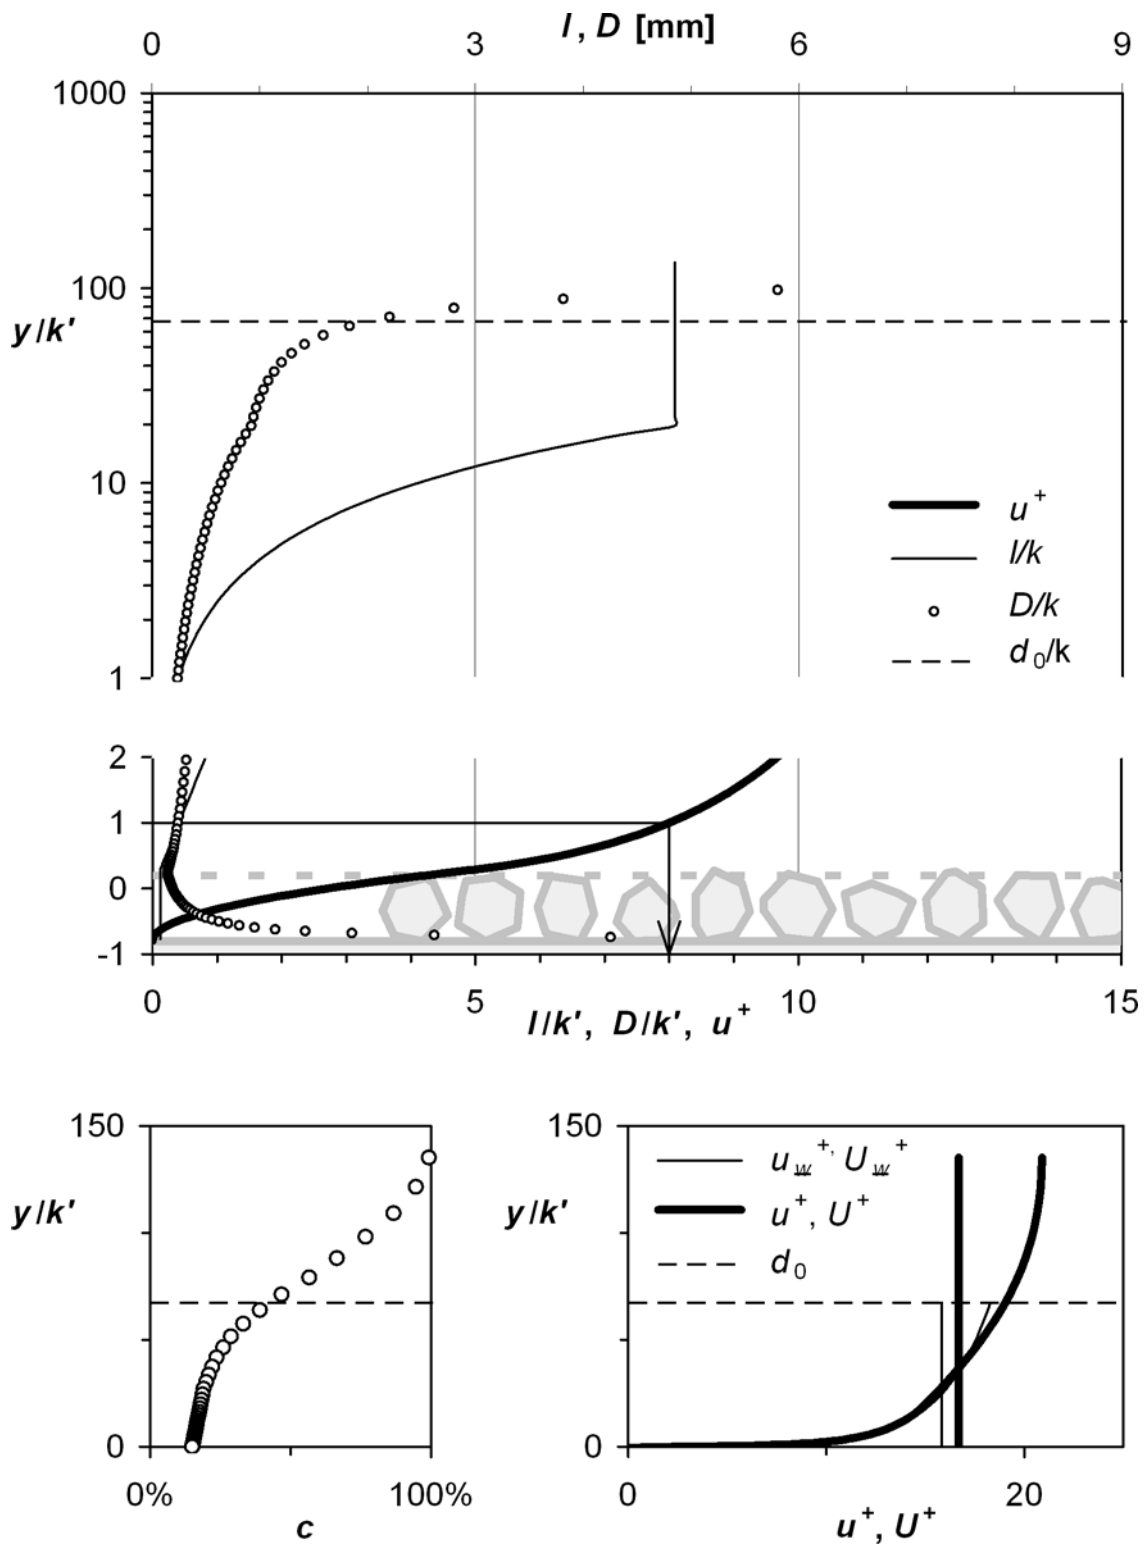 l, D [mm]
0 3 6 9
1000
100
y/k'
10
u+
l/k
D/k
d0/k
1
2
1
0
-1
0 5 10 15
l/k', D/k', u+
150
y/k'
0
0% 100%
c
150
uw+, Uw+
y/k'
u+, U+
d0
0
0 20
u+, U+